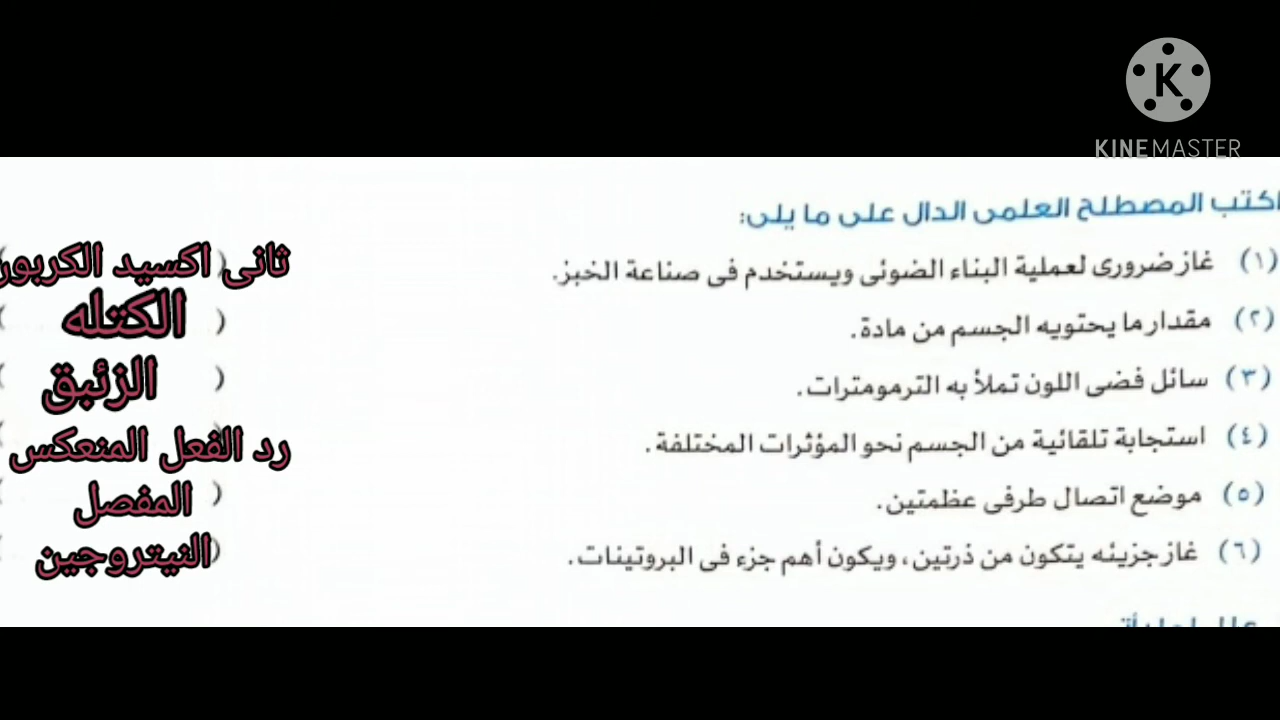 KINEMASTER
اكتب المصطلح العلمى الدال على ما يلى:
(١) غاز ضرورى لعملية البناء الضوئى ويستخدم فى صناعة الخبز. ( ثانى اكسيد الكربون
(٢) مقدار ما يحتويه الجسم من مادة. ( الكتله )
(٣) سائل فضى اللون تملأ به الترمومترات. ( الزئبق )
(٤) استجابة تلقائية من الجسم نحو المؤثرات المختلفة. رد الفعل المنعكس
(٥) موضع اتصال طرفى عظمتين. ( المفصل )
(٦) غاز جزيئه يتكون من ذرتين، ويكون أهم جزء فى البروتينات. ( النيتروجين )